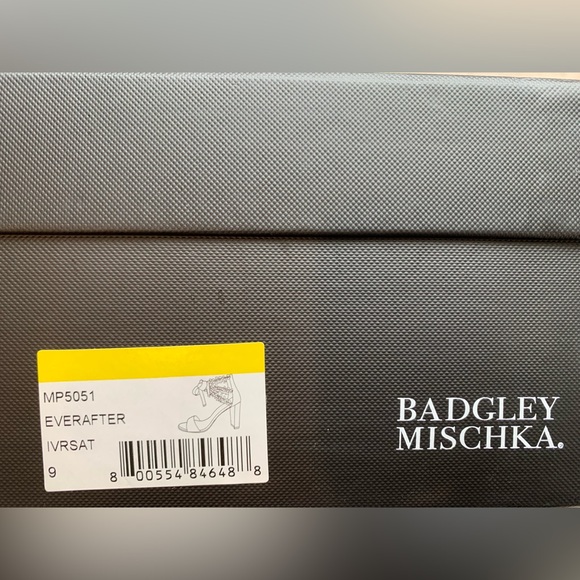 MP5051
EVERAFTER
IVRSAT
9
8 00554 84648 8
BADGLEY
MISCHKA®